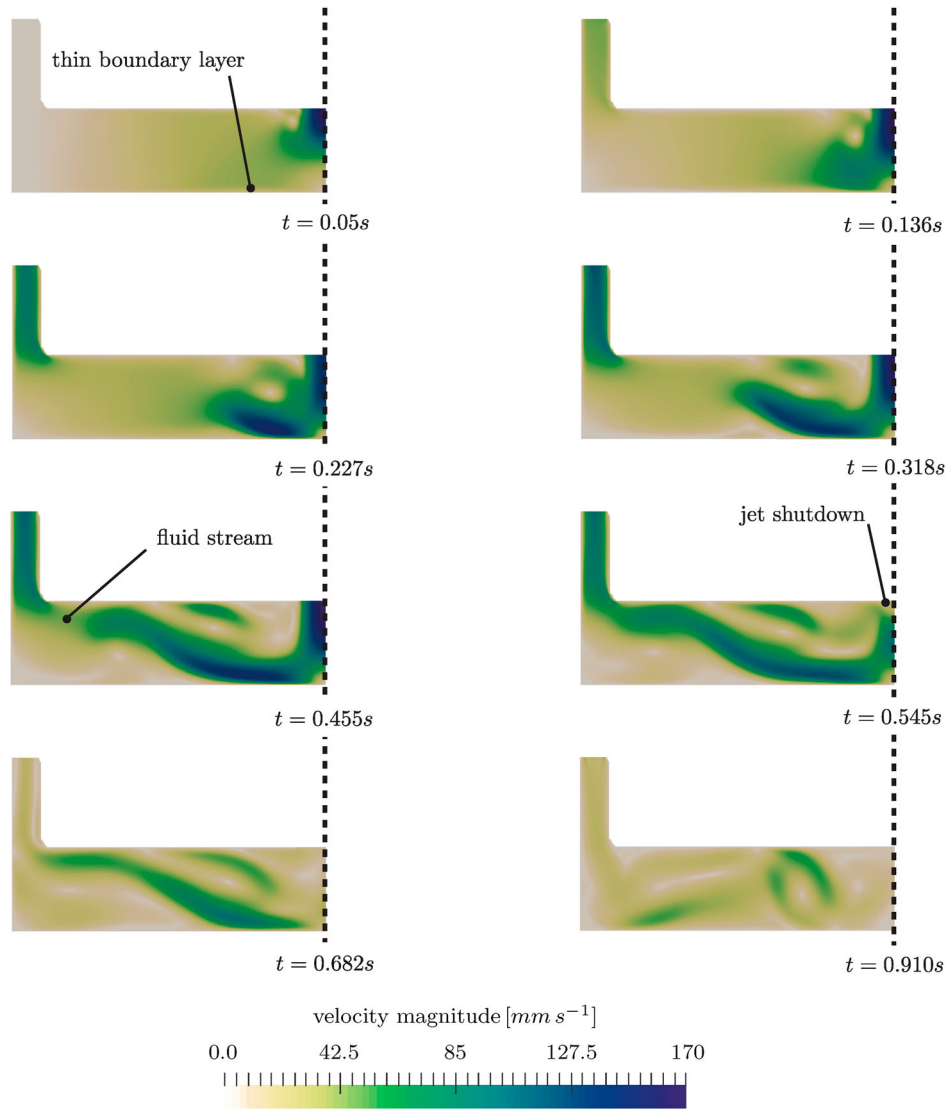 thin boundary layer
t = 0.05s
t = 0.136s
t = 0.227s
t = 0.318s
fluid stream
jet shutdown
t = 0.455s
t = 0.545s
t = 0.682s
t = 0.910s
velocity magnitude [mm s⁻¹]
0.0 42.5 85 127.5 170